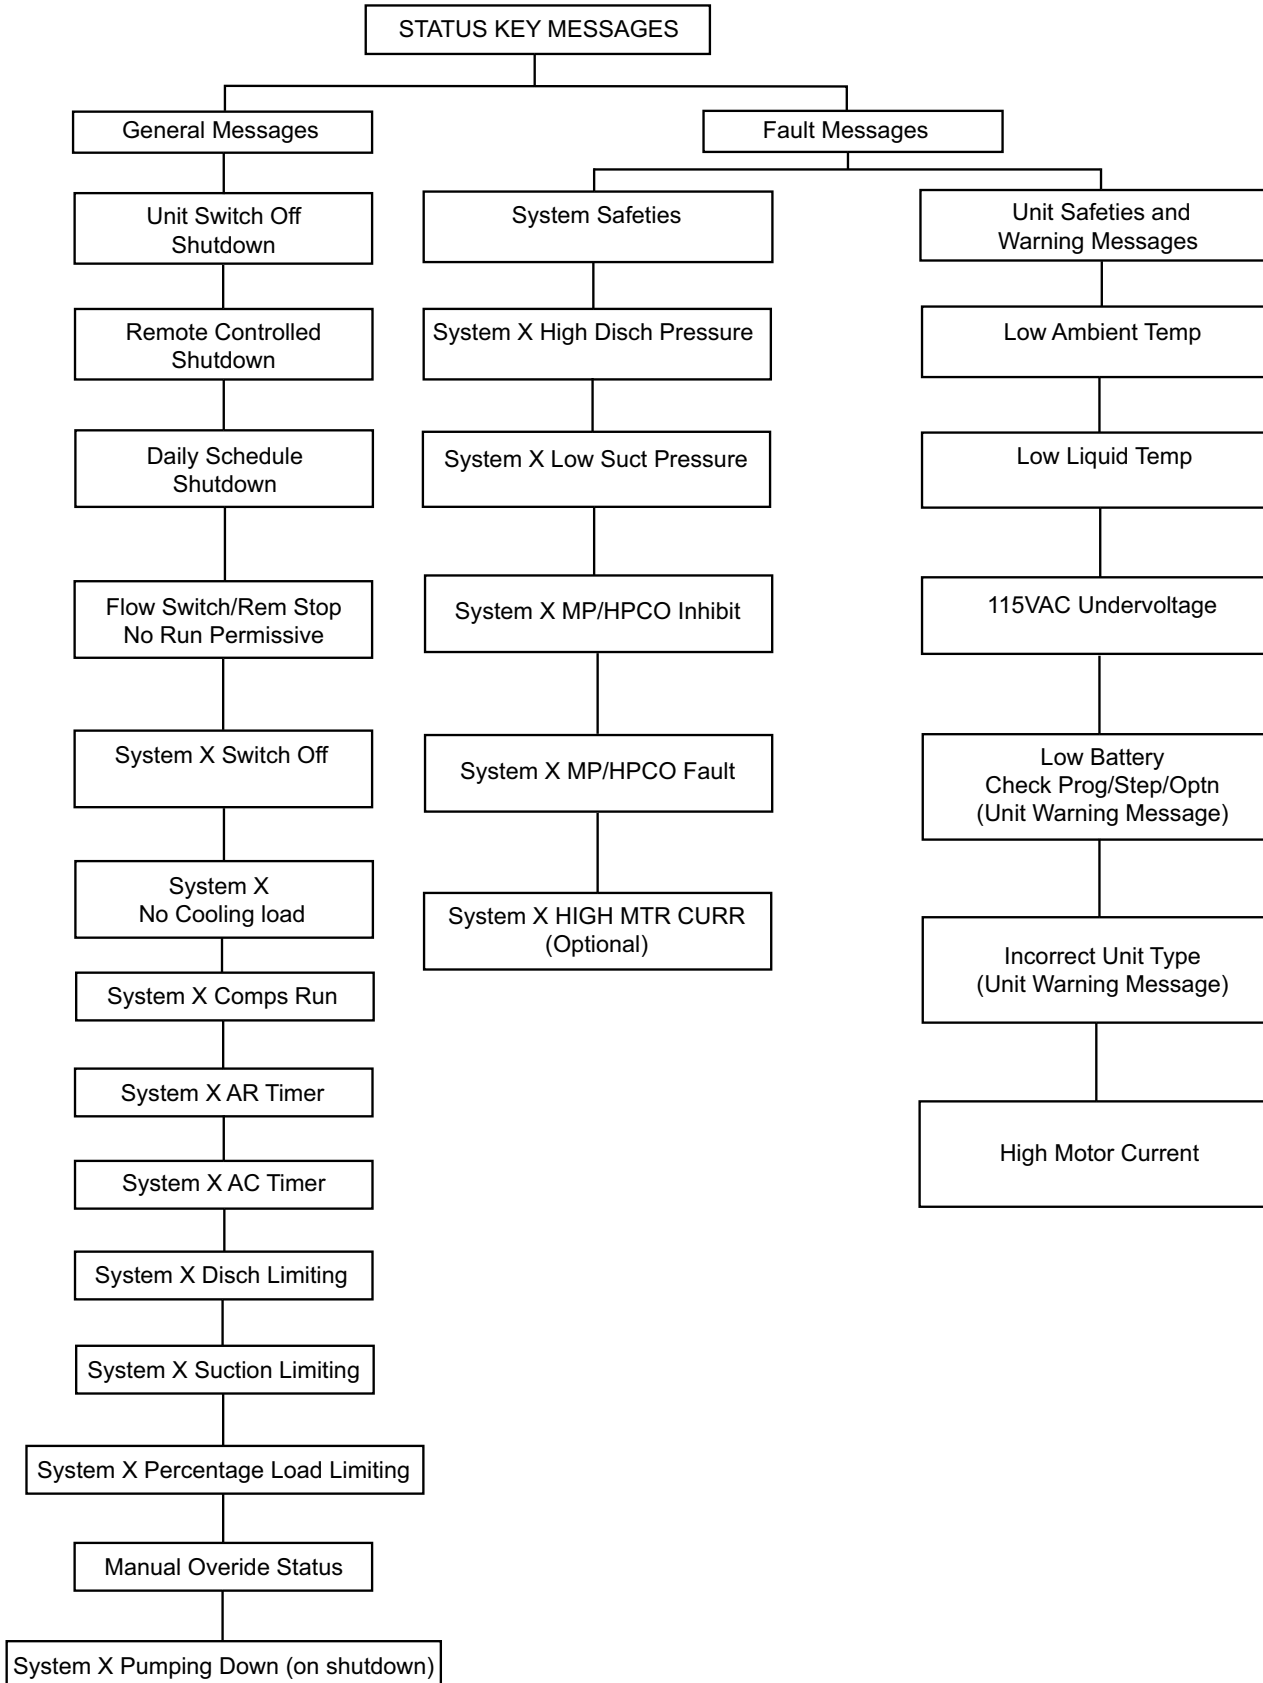 STATUS KEY MESSAGES
General Messages
Unit Switch Off
Shutdown
Remote Controlled
Shutdown
Daily Schedule
Shutdown
Flow Switch/Rem Stop
No Run Permissive
System X Switch Off
System X
No Cooling load
System X Comps Run
System X AR Timer
System X AC Timer
System X Disch Limiting
System X Suction Limiting
System X Percentage Load Limiting
Manual Overide Status
System X Pumping Down (on shutdown)
Fault Messages
System Safeties
System X High Disch Pressure
System X Low Suct Pressure
System X MP/HPCO Inhibit
System X MP/HPCO Fault
System X HIGH MTR CURR
(Optional)
Unit Safeties and
Warning Messages
Low Ambient Temp
Low Liquid Temp
115VAC Undervoltage
Low Battery
Check Prog/Step/Optn
(Unit Warning Message)
Incorrect Unit Type
(Unit Warning Message)
High Motor Current